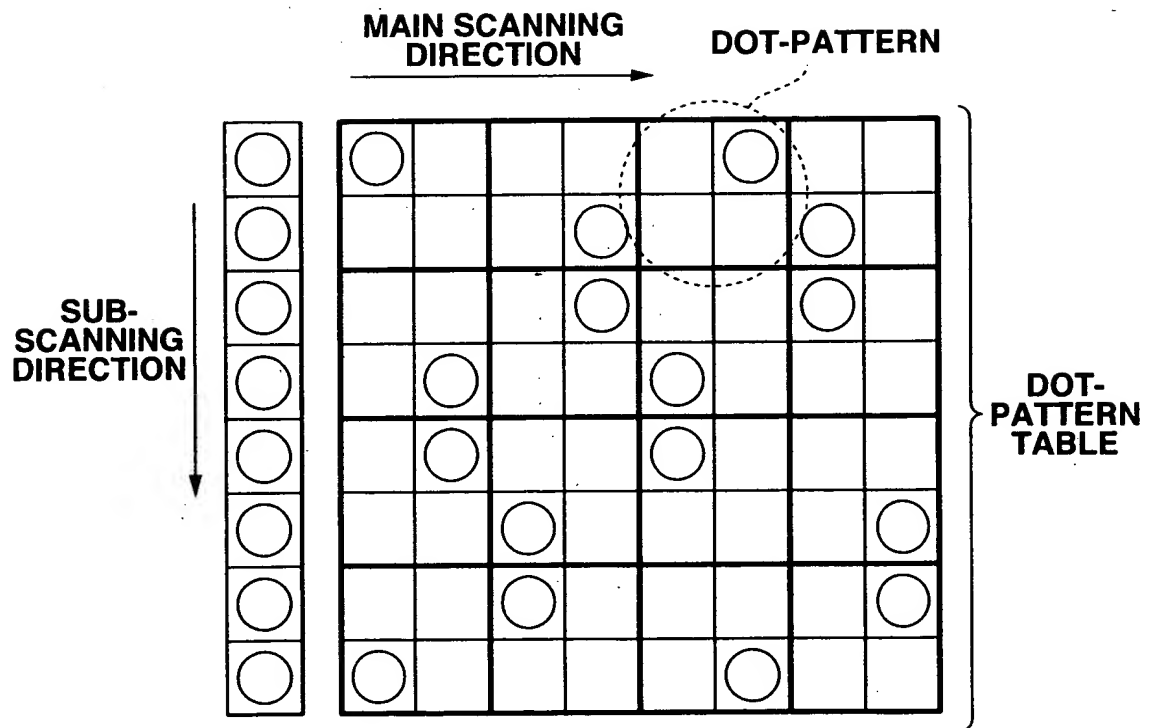 MAIN SCANNING
DIRECTION
DOT-PATTERN
SUB-
SCANNING
DIRECTION
DOT-
PATTERN
TABLE